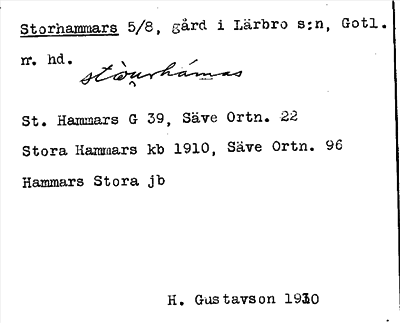 Storhammars 5/8, gård i Lärbro s:n, Gotl.
n. hd.
St. Hammars G 39, Säve Ortn. 22
Stora Hammars kb 1910, Säve Ortn. 96
Hammars Stora jb
H. Gustavson 1930